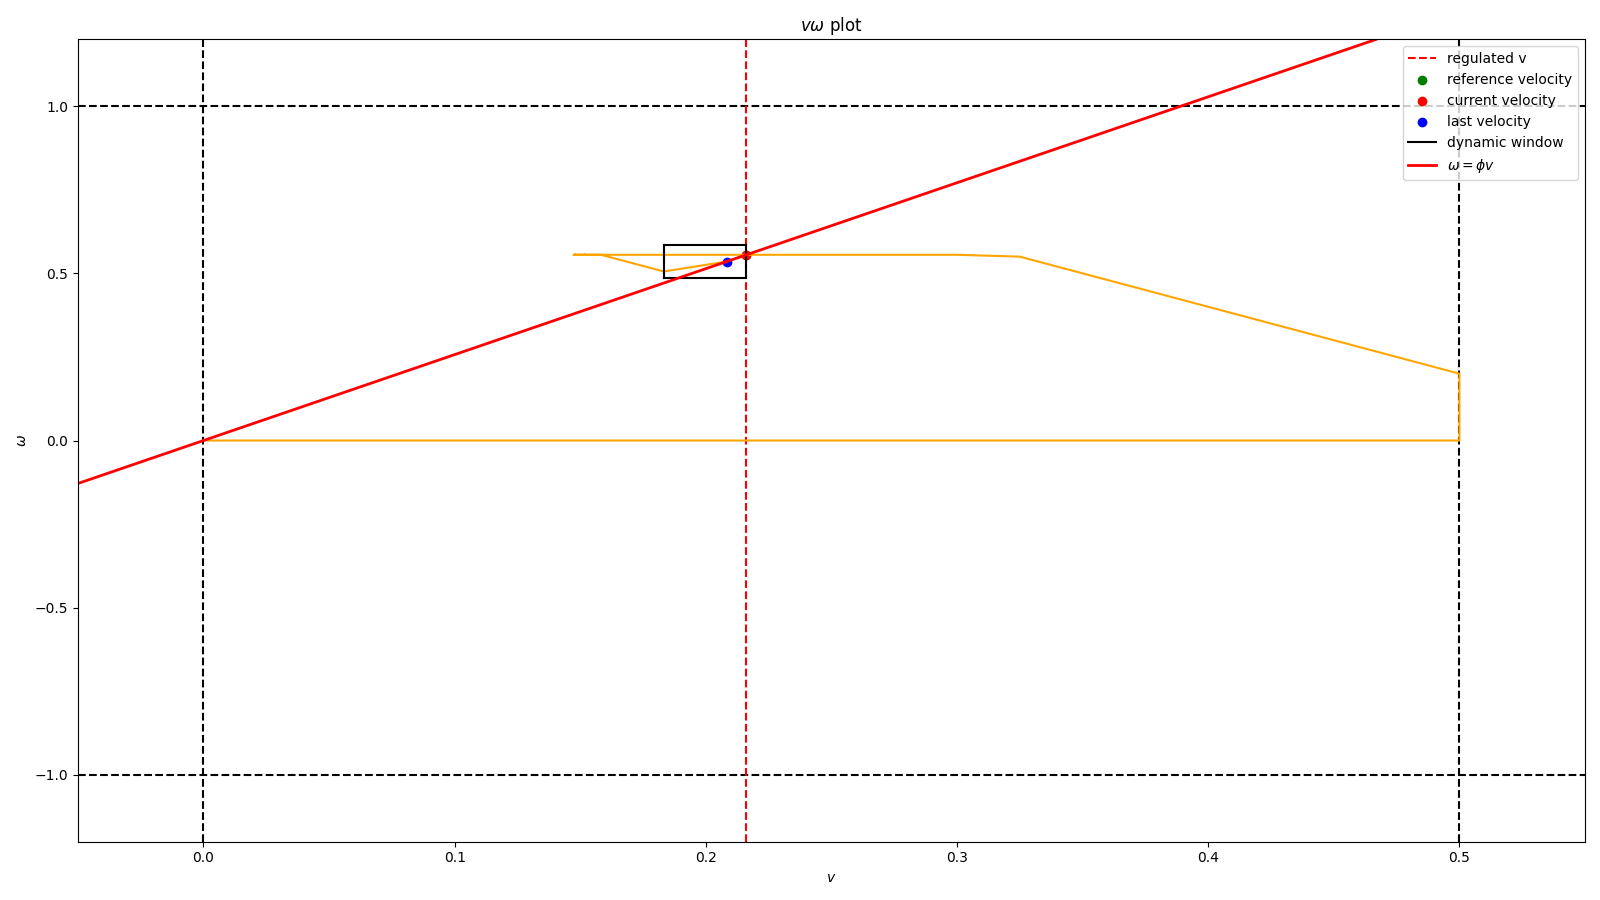 vω plot
regulated v
reference velocity
current velocity
last velocity
dynamic window
ω = ϕv
1.0
0.5
0.0
−0.5
−1.0
ω
0.0 0.1 0.2 0.3 0.4 0.5
v